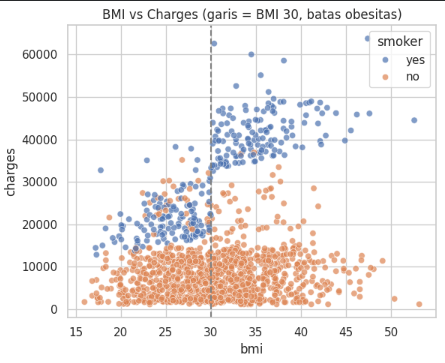 BMI vs Charges (garis = BMI 30, batas obesitas)
smoker
yes
no
charges
60000
50000
40000
30000
20000
10000
0
15 20 25 30 35 40 45 50
bmi